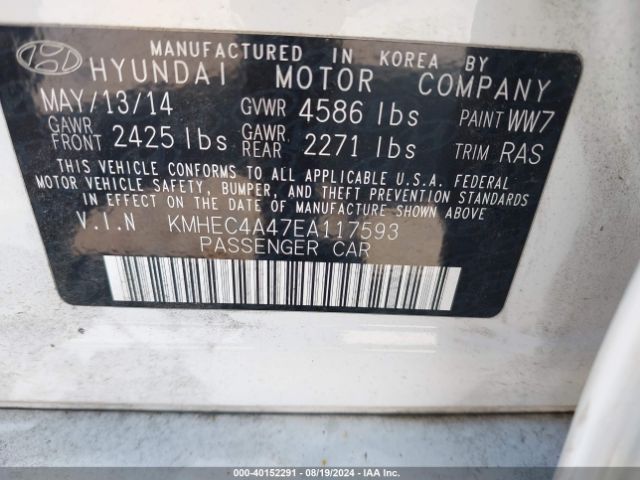 MANUFACTURED IN KOREA BY
HYUNDAI MOTOR COMPANY
MAY/13/14 GVWR 4586 lbs PAINT WW7
GAWR FRONT 2425 lbs GAWR REAR 2271 lbs TRIM RAS
THIS VEHICLE CONFORMS TO ALL APPLICABLE U.S.A. FEDERAL
MOTOR VEHICLE SAFETY, BUMPER, AND THEFT PREVENTION STANDARDS
IN EFFECT ON THE DATE OF MANUFACTURE SHOWN ABOVE
V.I.N KMHEC4A47EA117593
PASSENGER CAR
000-40152291 - 08/19/2024 - IAA Inc.